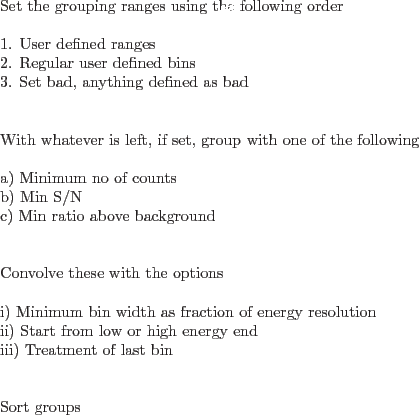 Set the grouping ranges using the following order
1. User defined ranges
2. Regular user defined bins
3. Set bad, anything defined as bad
With whatever is left, if set, group with one of the following
a) Minimum no of counts
b) Min S/N
c) Min ratio above background
Convolve these with the options
i) Minimum bin width as fraction of energy resolution
ii) Start from low or high energy end
iii) Treatment of last bin
Sort groups